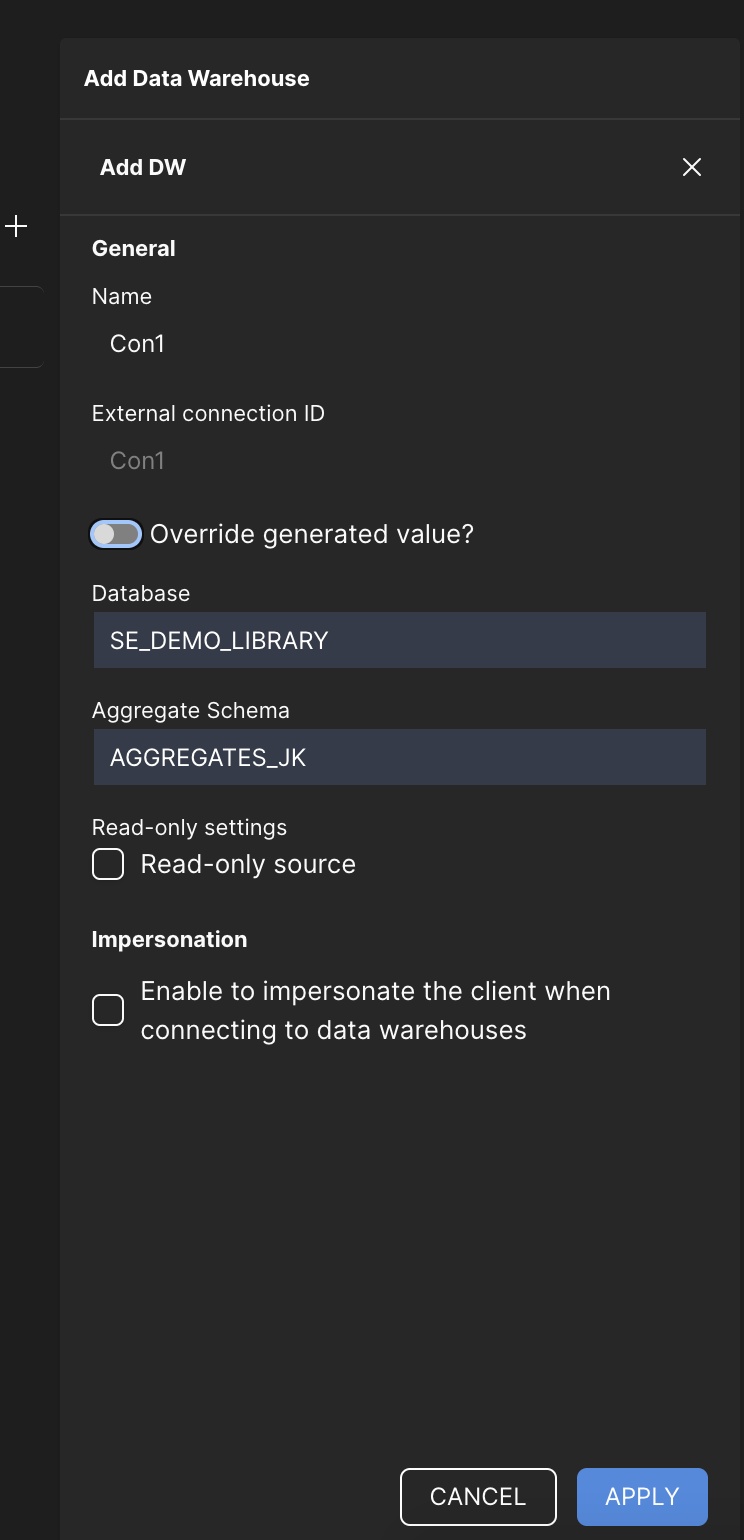 Add Data Warehouse
Add DW
General
Name
Con1
External connection ID
Con1
Override generated value?
Database
SE_DEMO_LIBRARY
Aggregate Schema
AGGREGATES_JK
Read-only settings
Read-only source
Impersonation
Enable to impersonate the client when
connecting to data warehouses
CANCEL
APPLY